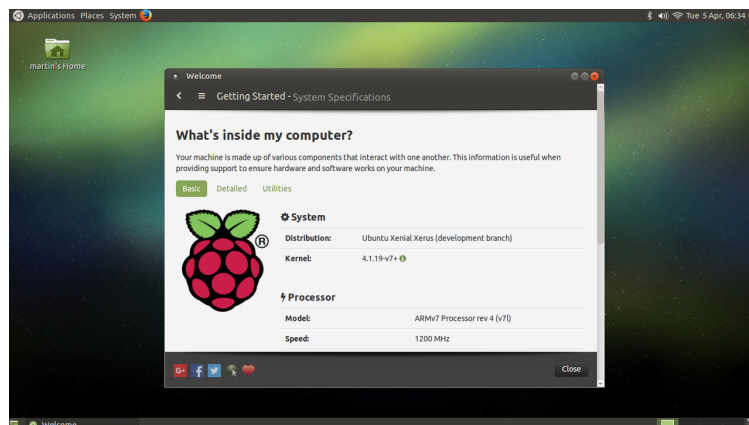 Applications Places System
Tue 5 Apr, 06:34
martin's Home
Welcome
Getting Started - System Specifications
What's inside my computer?
Your machine is made up of various components that interact with one another. This information is useful when
providing support to ensure hardware and software works on your machine.
Basic Detailed Utilities
System
Distribution: Ubuntu Xenial Xerus (development branch)
Kernel: 4.1.19-v7+
Processor
Model: ARMv7 Processor rev 4 (v7l)
Speed: 1200 MHz
®
G+ f
Close
Welcome